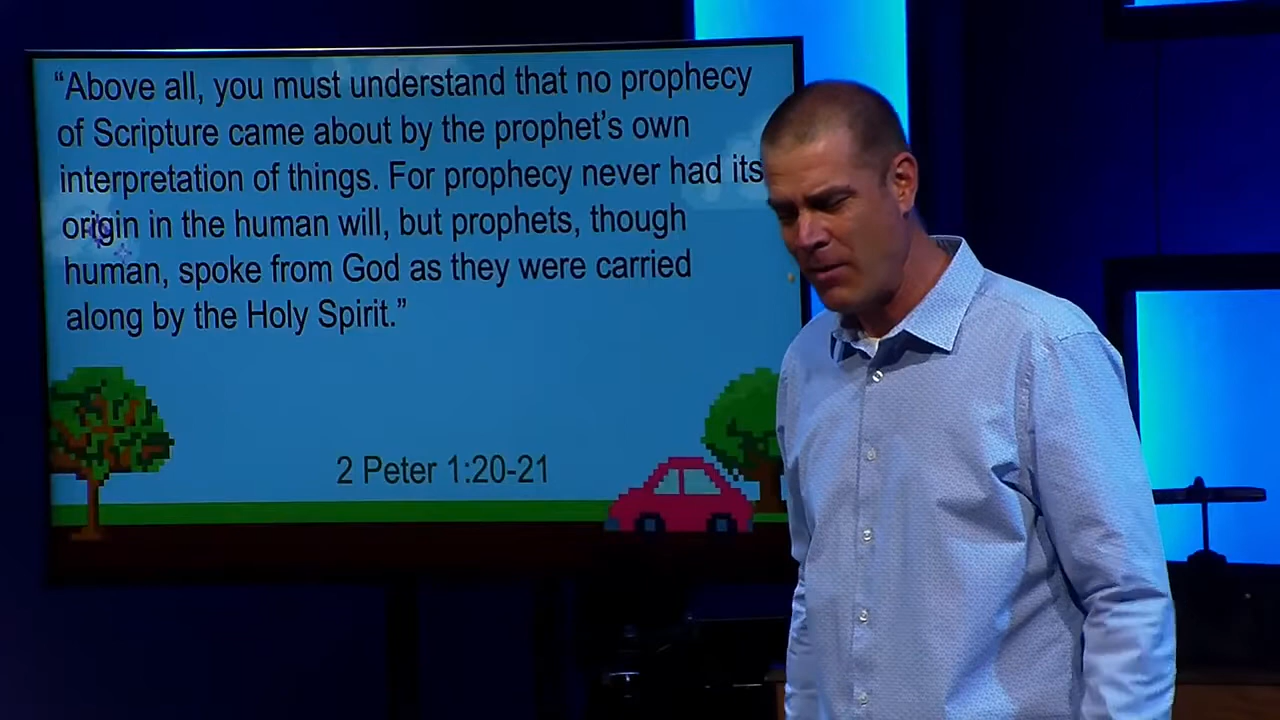 “Above all, you must understand that no prophecy
of Scripture came about by the prophet’s own
interpretation of things. For prophecy never had its
origin in the human will, but prophets, though
human, spoke from God as they were carried
along by the Holy Spirit.”
2 Peter 1:20-21